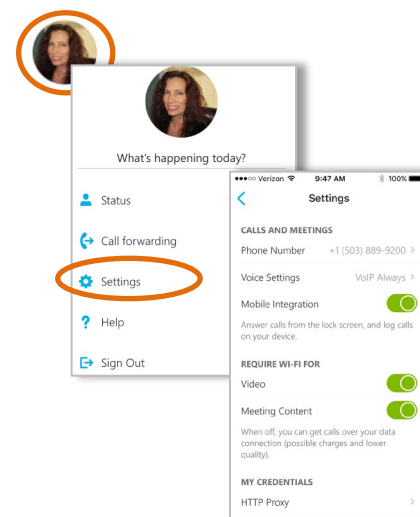 What's happening today?
Status
Call forwarding
Settings
Help
Sign Out
Verizon 9:47 AM 100%
Settings
CALLS AND MEETINGS
Phone Number +1 (503) 889-9200
Voice Settings VoIP Always
Mobile Integration
Answer calls from the lock screen, and log calls
on your device.
REQUIRE WI-FI FOR
Video
Meeting Content
When off, you can get calls over your data
connection (possible charges and lower
quality).
MY CREDENTIALS
HTTP Proxy